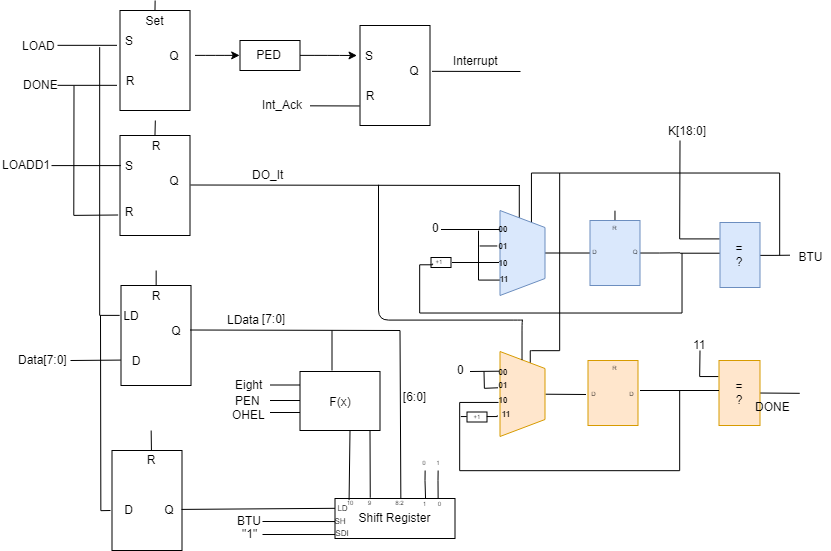 Set
LOAD
S
Q
PED
S
Q
Interrupt
DONE
R
Int_Ack
R
R
K[18:0]
LOADD1
S
Q
DO_It
R
0
00
01
10
11
+1
R
D
Q
=
?
BTU
R
LD
Q
LData [7:0]
Data[7:0]
D
0
00
01
10
11
+1
R
D
D
11
=
?
DONE
Eight
PEN
OHEL
F(x)
[6:0]
R
D
Q
0
1
10
9
8:2
1
0
LD
BTU
SH
Shift Register
"1"
SDI